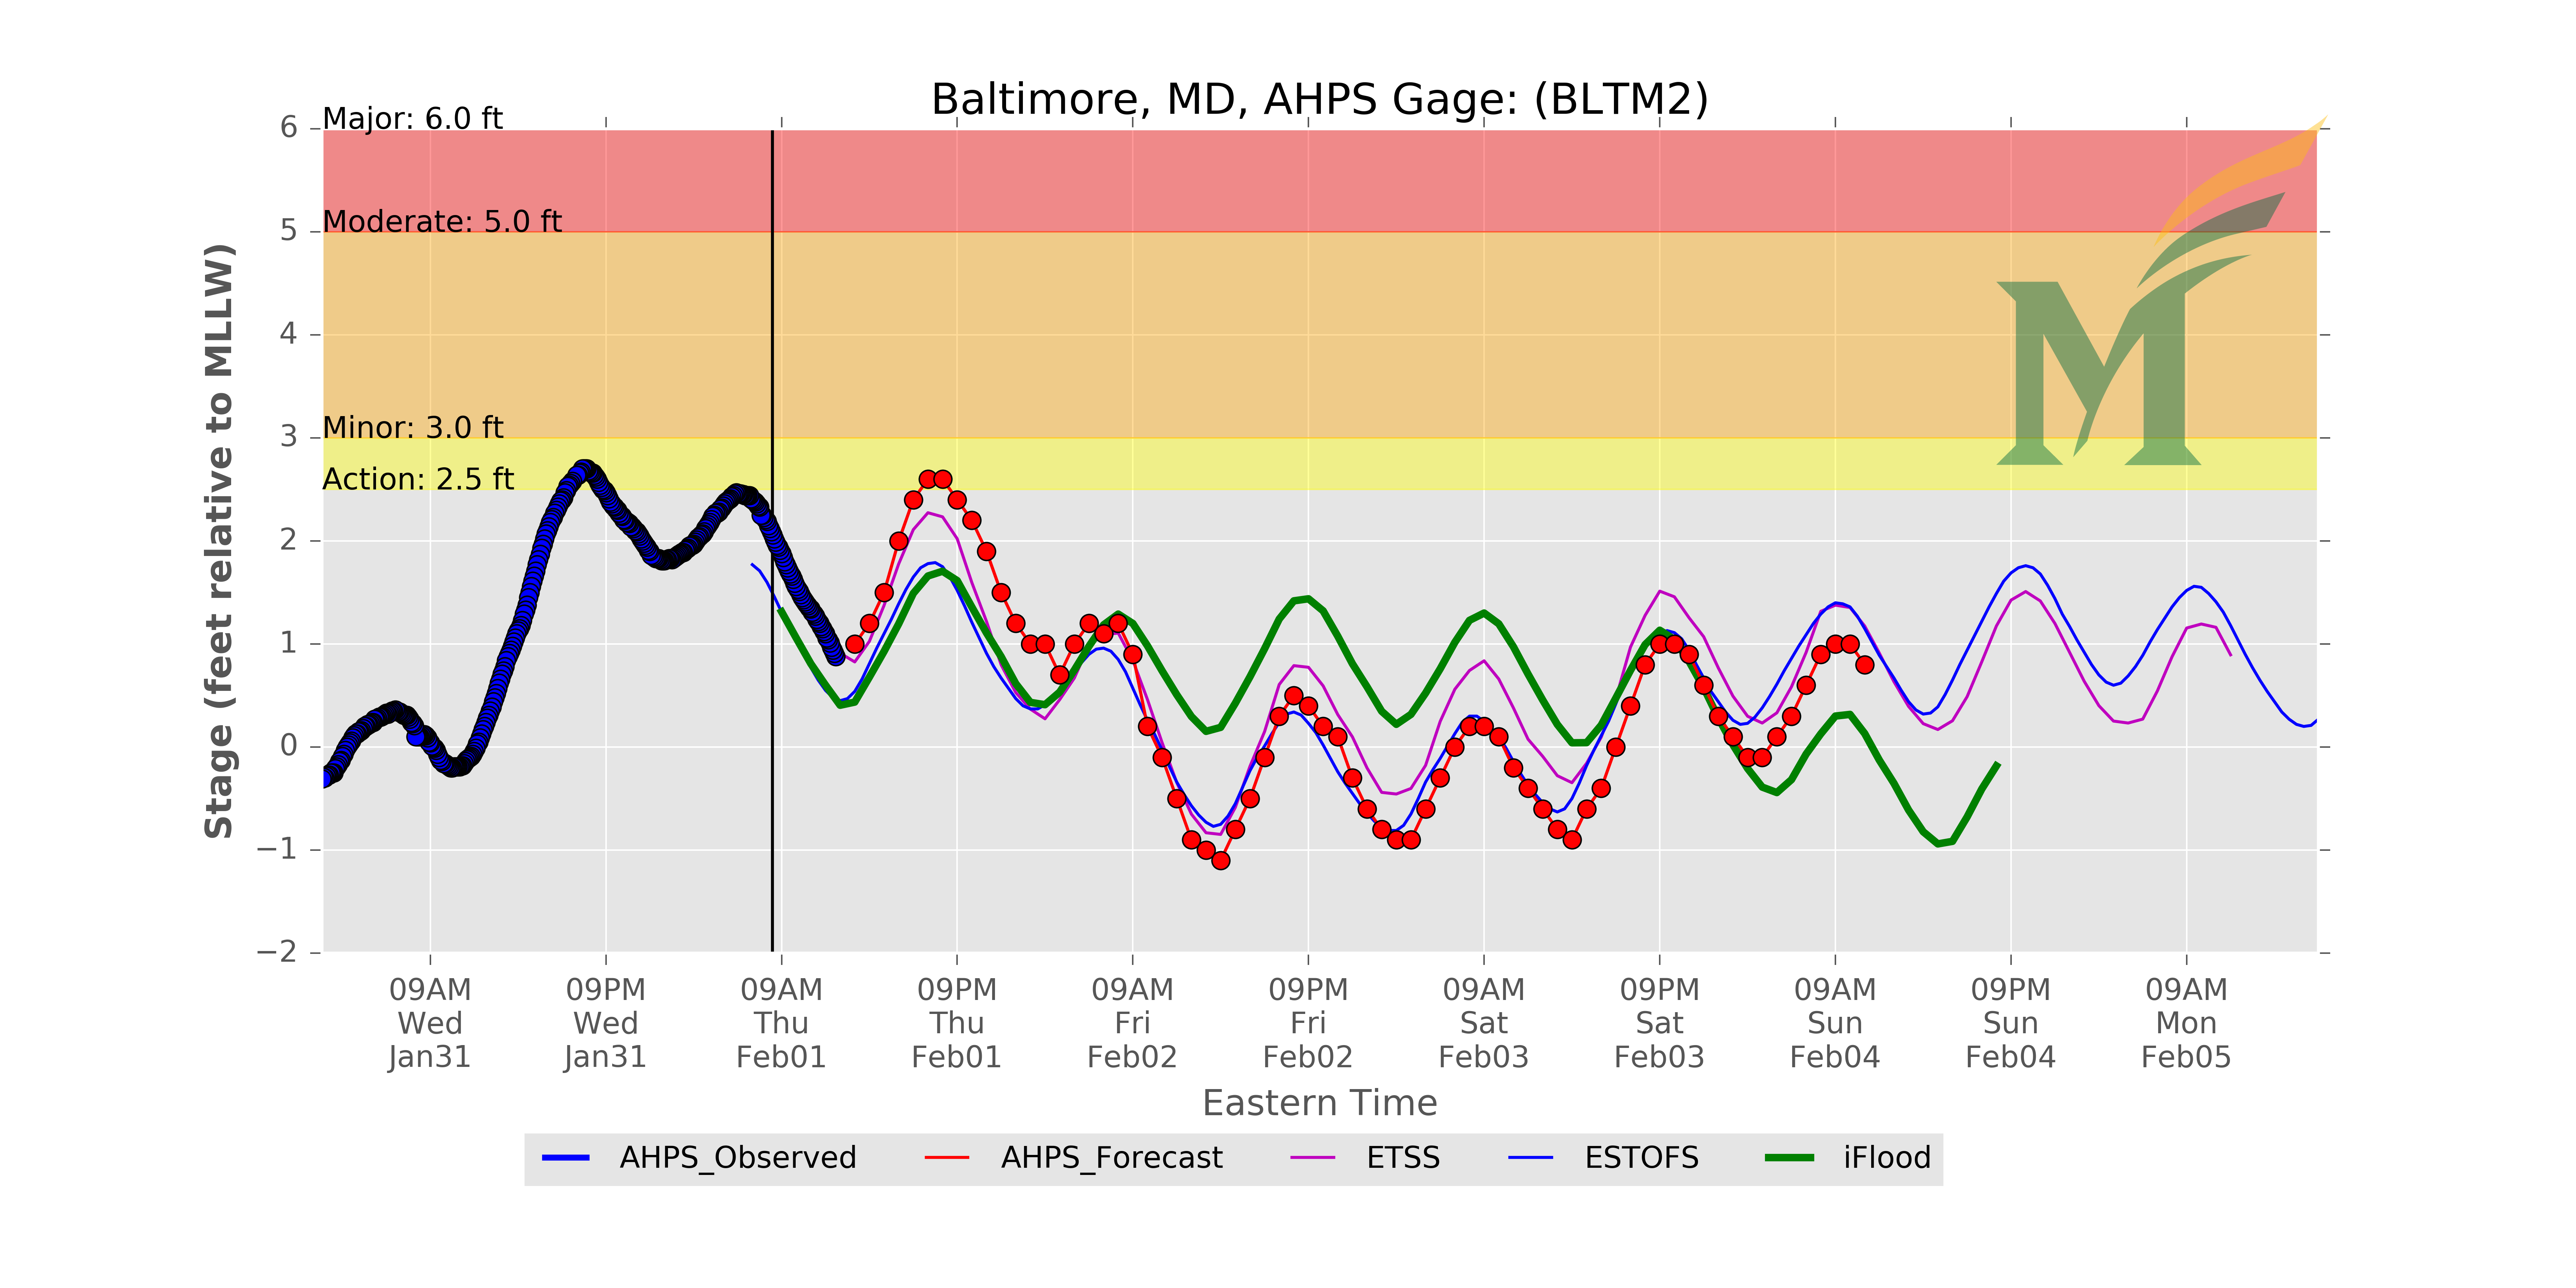 Baltimore, MD, AHPS Gage: (BLTM2)
Major: 6.0 ft
Moderate: 5.0 ft
Minor: 3.0 ft
Action: 2.5 ft
6
5
4
3
2
1
0
−1
−2
Stage (feet relative to MLLW)
09AM 09PM 09AM 09PM 09AM 09PM 09AM 09PM 09AM 09PM 09AM
Wed Wed Thu Thu Fri Fri Sat Sat Sun Sun Mon
Jan31 Jan31 Feb01 Feb01 Feb02 Feb02 Feb03 Feb03 Feb04 Feb04 Feb05
Eastern Time
AHPS_Observed AHPS_Forecast ETSS ESTOFS iFlood
M